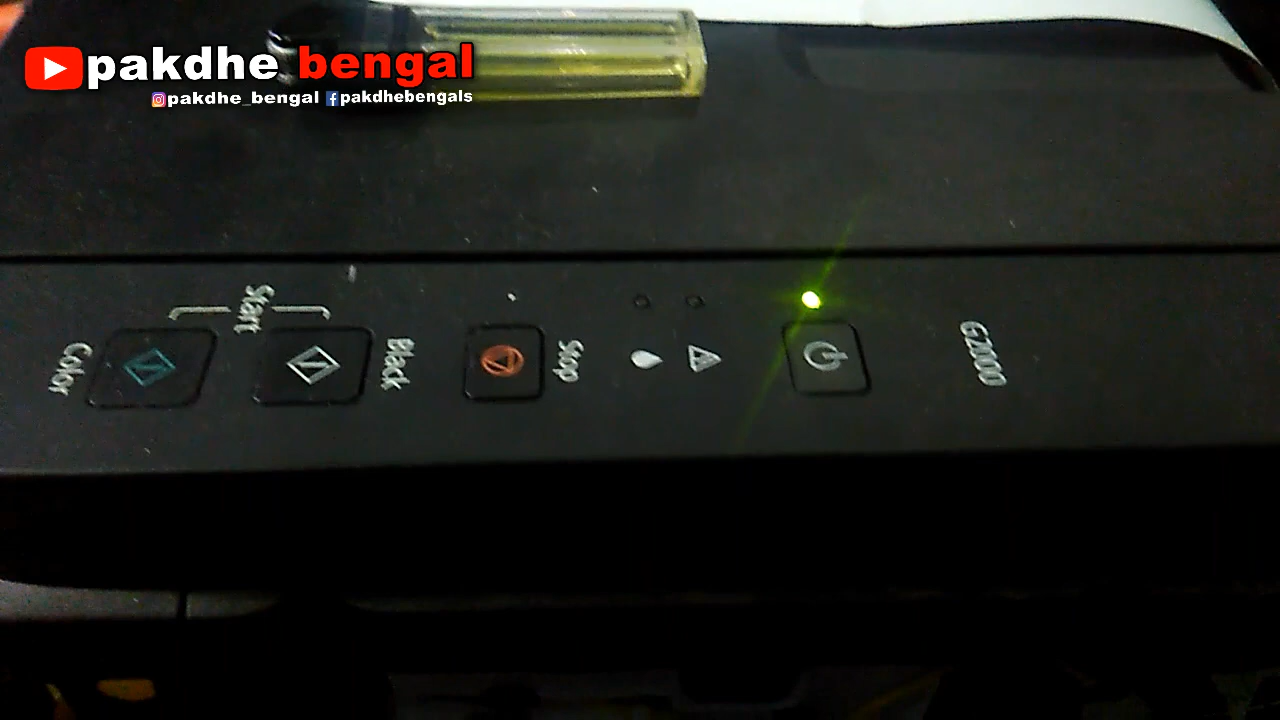 pakdhe bengal
pakdhe_bengal pakdhebengals
G2000
Stop
Start
Black
Color